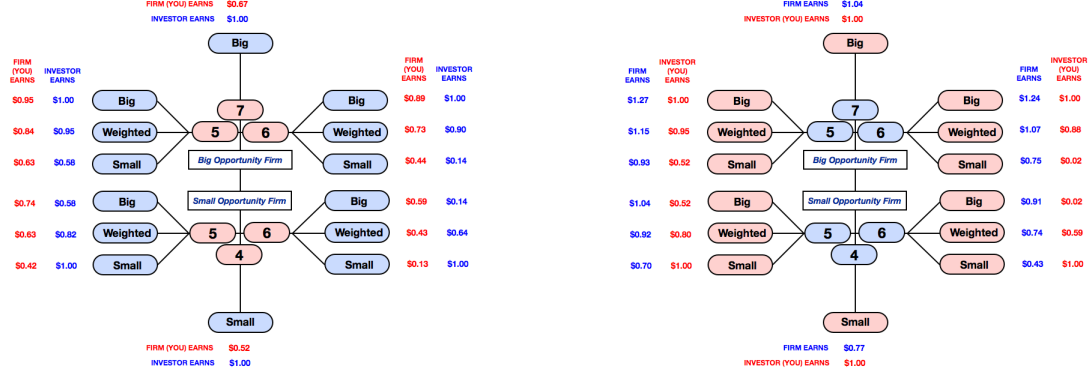 FIRM (YOU) EARNS $0.67
INVESTOR EARNS $1.00
Big
FIRM (YOU) EARNS
INVESTOR EARNS
FIRM (YOU) EARNS
INVESTOR EARNS
$0.95 $1.00 Big 7 Big $0.89 $1.00
$0.84 $0.95 Weighted 5 6 Weighted $0.73 $0.90
$0.63 $0.58 Small Big Opportunity Firm Small $0.44 $0.14
$0.74 $0.58 Big Small Opportunity Firm Big $0.59 $0.14
$0.63 $0.82 Weighted 5 6 Weighted $0.43 $0.64
$0.42 $1.00 Small 4 Small $0.13 $1.00
Small
FIRM (YOU) EARNS $0.52
INVESTOR EARNS $1.00
FIRM EARNS $1.04
INVESTOR (YOU) EARNS $1.00
Big
FIRM EARNS
INVESTOR (YOU) EARNS
FIRM EARNS
INVESTOR (YOU) EARNS
$1.27 $1.00 Big 7 Big $1.24 $1.00
$1.15 $0.95 Weighted 5 6 Weighted $1.07 $0.88
$0.93 $0.52 Small Big Opportunity Firm Small $0.75 $0.02
$1.04 $0.52 Big Small Opportunity Firm Big $0.91 $0.02
$0.92 $0.80 Weighted 5 6 Weighted $0.74 $0.59
$0.70 $1.00 Small 4 Small $0.43 $1.00
Small
FIRM EARNS $0.77
INVESTOR (YOU) EARNS $1.00